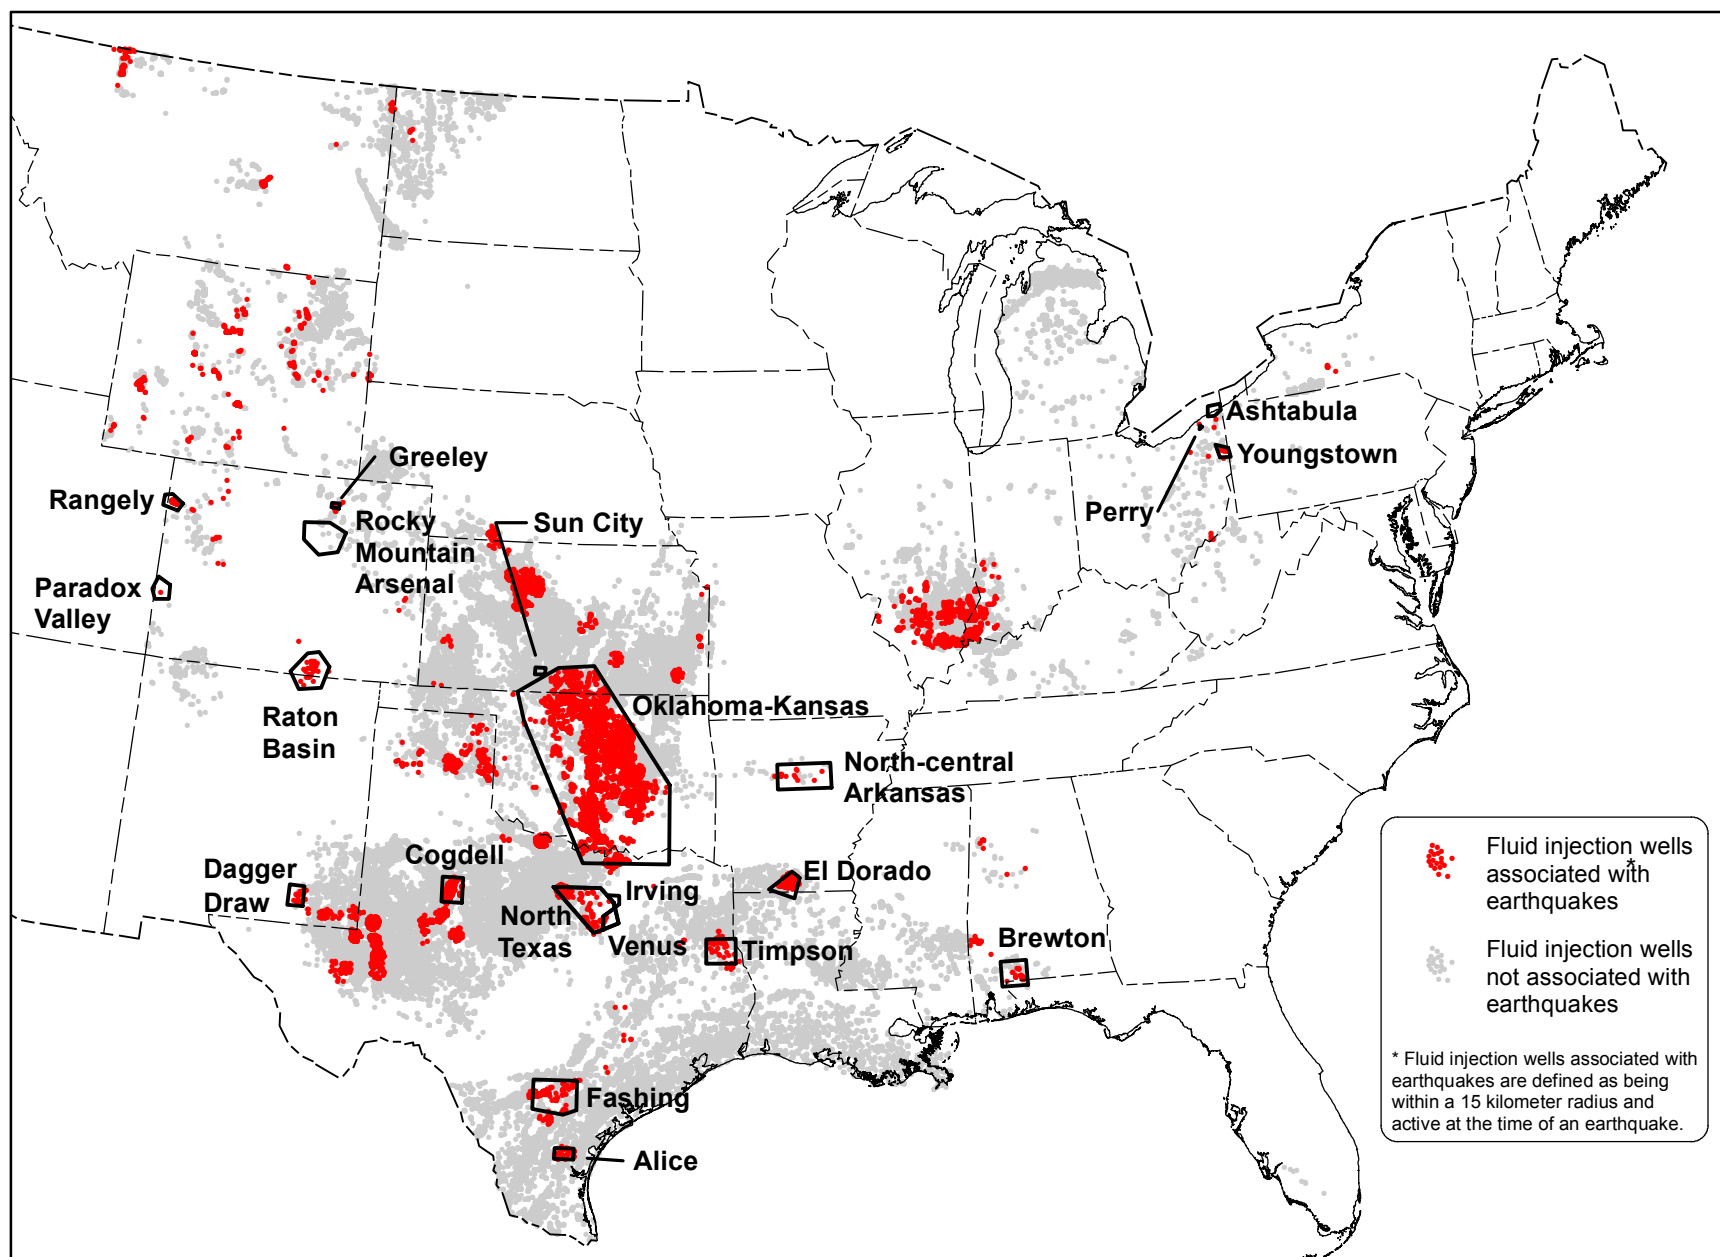 Ashtabula
Greeley
Youngstown
Rangely
Perry
Rocky
Mountain
Arsenal
Sun City
Paradox
Valley
Oklahoma-Kansas
Raton
Basin
North-central
Arkansas
Cogdell
Dagger
Draw
El Dorado
Irving
North
Texas
Venus
Timpson
Brewton
Fashing
Alice
Fluid injection wells
associated with*
earthquakes
Fluid injection wells
not associated with
earthquakes
* Fluid injection wells associated with
earthquakes are defined as being
within a 15 kilometer radius and
active at the time of an earthquake.